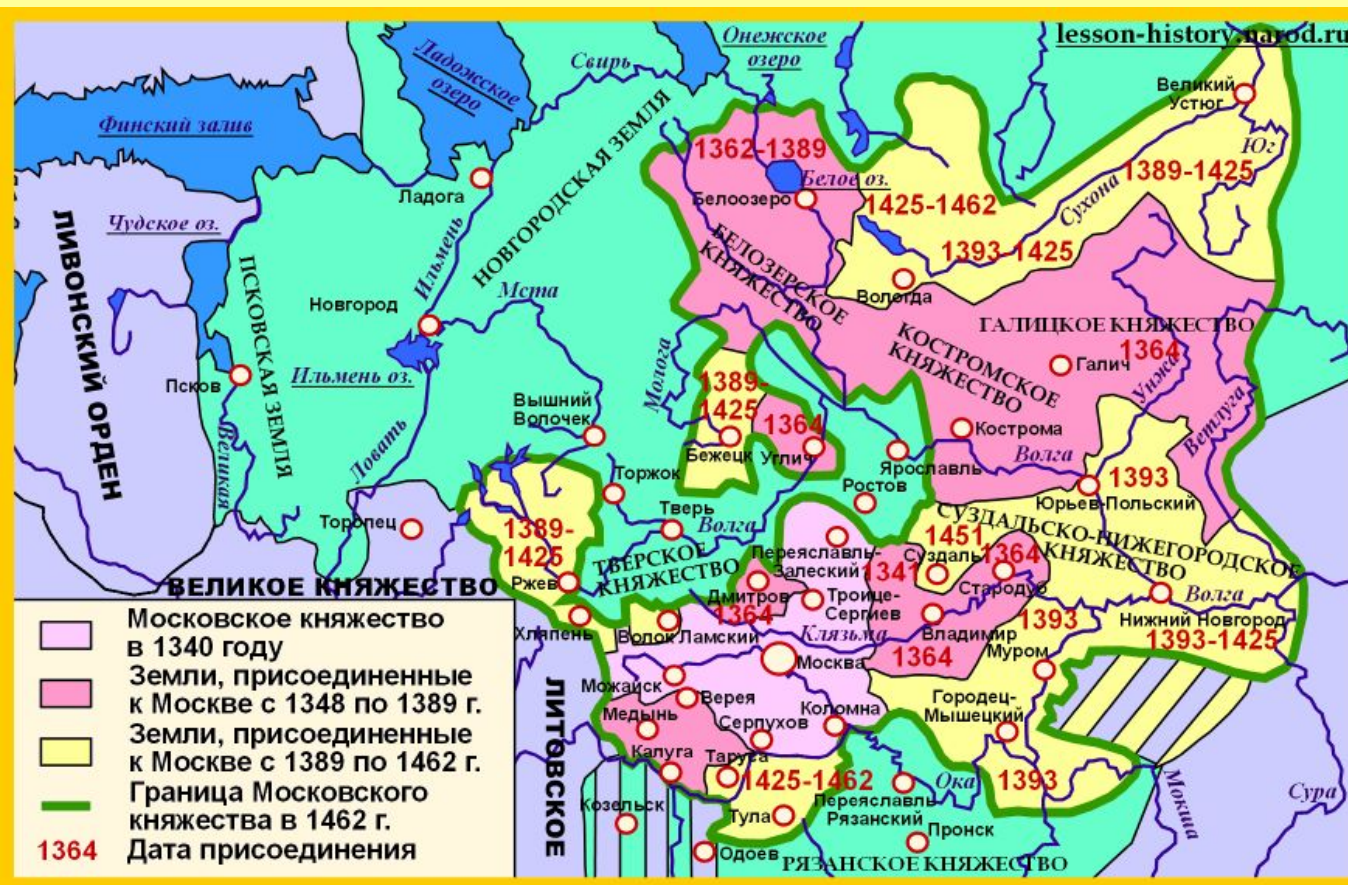 lesson-history.narod.ru
Онежское
озеро
Ладожское
озеро
Свирь
Великий
Устюг
Финский залив
Юг
1362-1389
Белое оз.
1389-1425
Сухона
Ладога
Белоозеро
1425-1462
НОВГОРОДСКАЯ ЗЕМЛЯ
Чудское оз.
БЕЛОЗЕРСКОЕ
КНЯЖЕСТВО
1393-1425
ЛИВОНСКИЙ ОРДЕН
ПСКОВСКАЯ
ЗЕМЛЯ
Ильмень
Мста
Вологда
Новгород
КОСТРОМСКОЕ
КНЯЖЕСТВО
ГАЛИЦКОЕ КНЯЖЕСТВО
1364
Галич
Унжа
Ветлуга
Ильмень оз.
Псков
Молога
1389-
1425
Вышний
Волочек
1364
Кострома
Великая
Ловать
Бежецк
Углич
Ярославль
Волга
Торжок
Ростов
1393
Юрьев-Польский
Торопец
Тверь
Волга
1389-
1425
СУЗДАЛЬСКО-НИЖЕГОРОДСКОЕ
КНЯЖЕСТВО
1451
Суздаль
1364
Переяславль-
Залеский
1341
ТВЕРСКОЕ
КНЯЖЕСТВО
Ржев
Стародуб
Дмитров
1364
Троице-
Сергиев
Волга
ВЕЛИКОЕ КНЯЖЕСТВО
Хляпень
Волок Ламский
Клязьма
Владимир
1364
1393
Нижний Новгород
1393-1425
Муром
Москва
Можайск
Верея
ЛИТОВСКОЕ
Медынь
Серпухов
Коломна
Городец-
Мышецкий
Калуга
Таруса
1425-1462
Ока
1393
Мокша
Сура
Козельск
Тула
Переяславль
Рязанский
Пронск
Одоев
РЯЗАНСКОЕ КНЯЖЕСТВО
Московское княжество
в 1340 году
Земли, присоединенные
к Москве с 1348 по 1389 г.
Земли, присоединенные
к Москве с 1389 по 1462 г.
Граница Московского
княжества в 1462 г.
1364 Дата присоединения